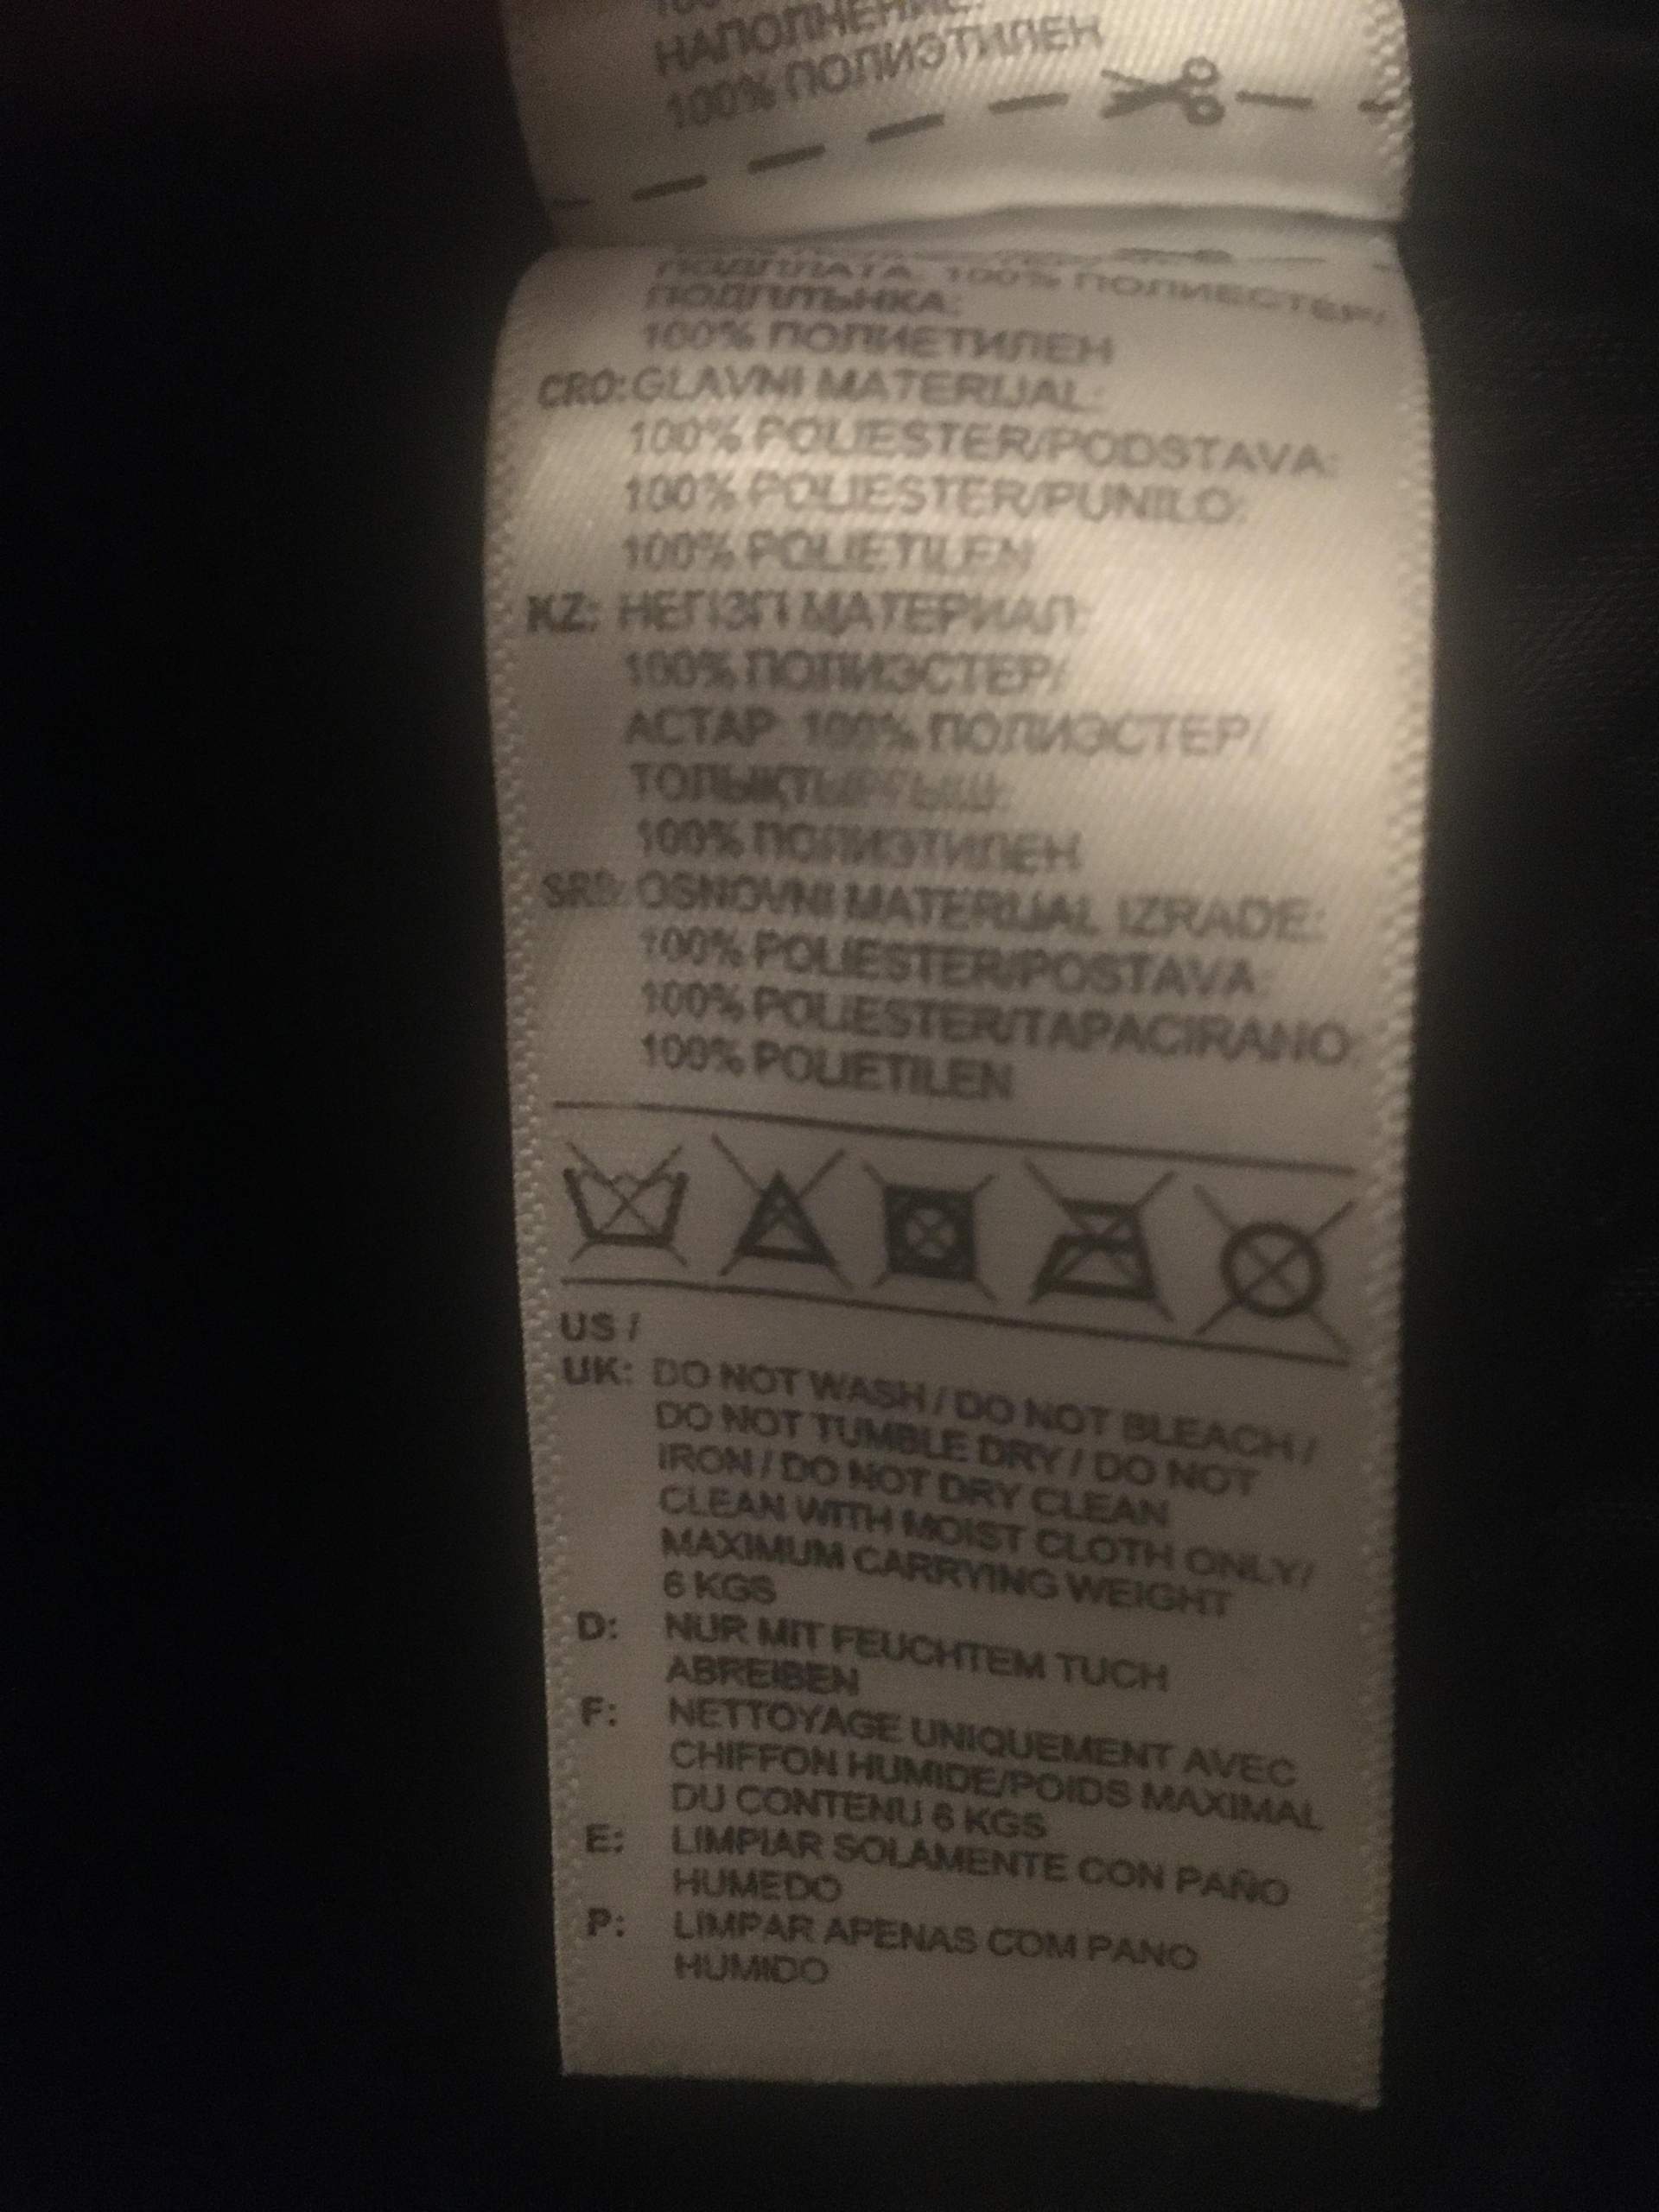 НАПОЛНЕНИЕ:
100% ПОЛИЭТИЛЕН
ПОДПЛАТА: 100% ПОЛИЕСТЕР/
ПОДПЛЪНКА:
100% ПОЛИЕТИЛЕН
CRO: GLAVNI MATERIJAL:
100% POLIESTER/PODSTAVA:
100% POLIESTER/PUNILO:
100% POLIETILEN
KZ: НЕГІЗГІ МАТЕРИАЛ:
100% ПОЛИЭСТЕР/
АСТАР: 100% ПОЛИЭСТЕР/
ТОЛЫҚТЫРҒЫШ:
100% ПОЛИЭТИЛЕН
SRB: OSNOVNI MATERIJAL IZRADE:
100% POLIESTER/POSTAVA:
100% POLIESTER/TAPACIRANO:
100% POLIETILEN
US /
UK: DO NOT WASH / DO NOT BLEACH /
DO NOT TUMBLE DRY / DO NOT
IRON / DO NOT DRY CLEAN
CLEAN WITH MOIST CLOTH ONLY/
MAXIMUM CARRYING WEIGHT
6 KGS
D: NUR MIT FEUCHTEM TUCH
ABREIBEN
F: NETTOYAGE UNIQUEMENT AVEC
CHIFFON HUMIDE/POIDS MAXIMAL
DU CONTENU 6 KGS
E: LIMPIAR SOLAMENTE CON PAÑO
HUMEDO
P: LIMPAR APENAS COM PANO
HUMIDO